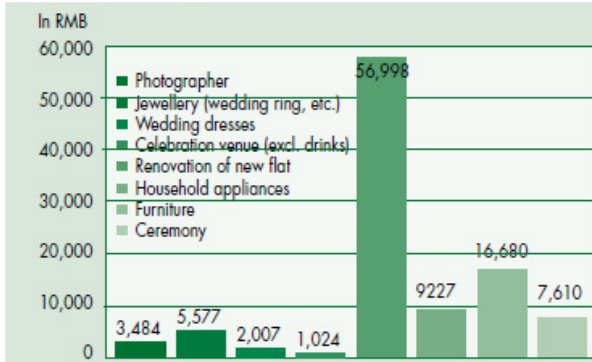 In RMB
60,000
50,000
40,000
30,000
20,000
10,000
0
Photographer
Jewellery (wedding ring, etc.)
Wedding dresses
Celebration venue (excl. drinks)
Renovation of new flat
Household appliances
Furniture
Ceremony
3,484
5,577
2,007
1,024
56,998
9227
16,680
7,610